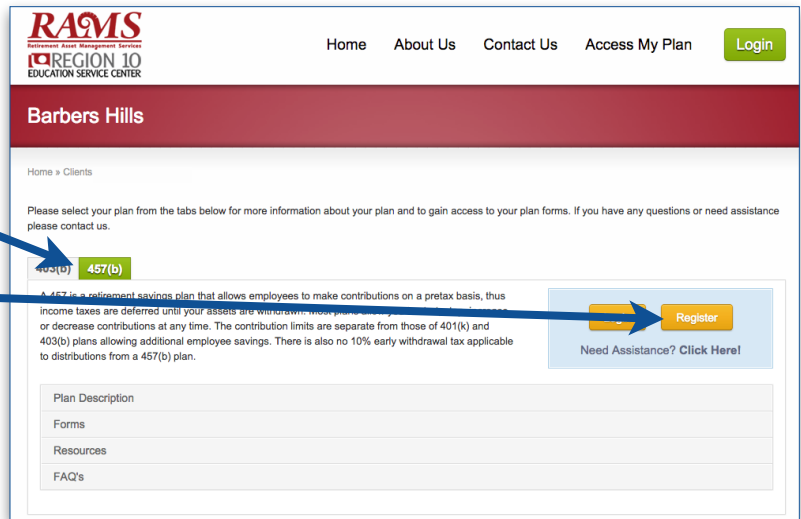 RAMS
Retirement Asset Management Services
REGION 10
EDUCATION SERVICE CENTER
Home About Us Contact Us Access My Plan Login
Barbers Hills
Home » Clients
Please select your plan from the tabs below for more information about your plan and to gain access to your plan forms. If you have any questions or need assistance
please contact us.
403(b) 457(b)
A 457 is a retirement savings plan that allows employees to make contributions on a pretax basis, thus
income taxes are deferred until your assets are withdrawn. Most plans allow
or decrease contributions at any time. The contribution limits are separate from those of 401(k) and
403(b) plans allowing additional employee savings. There is also no 10% early withdrawal tax applicable
to distributions from a 457(b) plan.
Register
Need Assistance? Click Here!
Plan Description
Forms
Resources
FAQ's